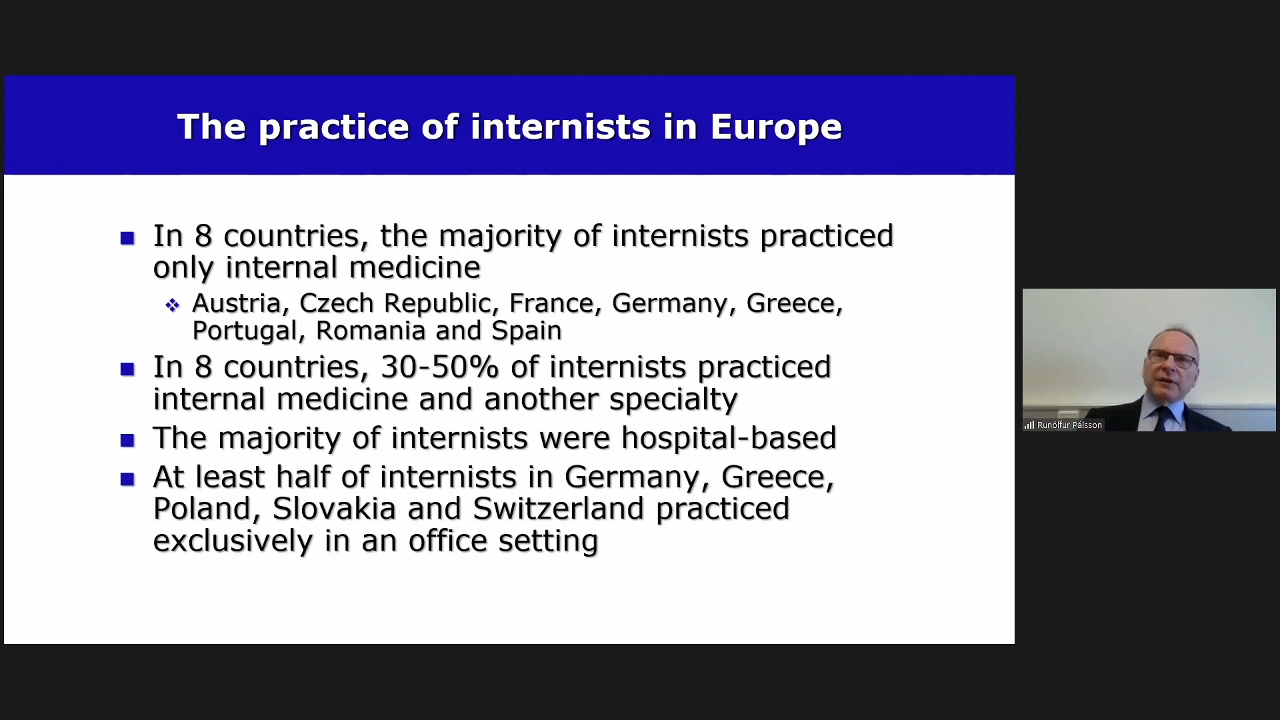 The practice of internists in Europe
In 8 countries, the majority of internists practiced
only internal medicine
Austria, Czech Republic, France, Germany, Greece,
Portugal, Romania and Spain
In 8 countries, 30-50% of internists practiced
internal medicine and another specialty
The majority of internists were hospital-based
At least half of internists in Germany, Greece,
Poland, Slovakia and Switzerland practiced
exclusively in an office setting
Runólfur Pálsson